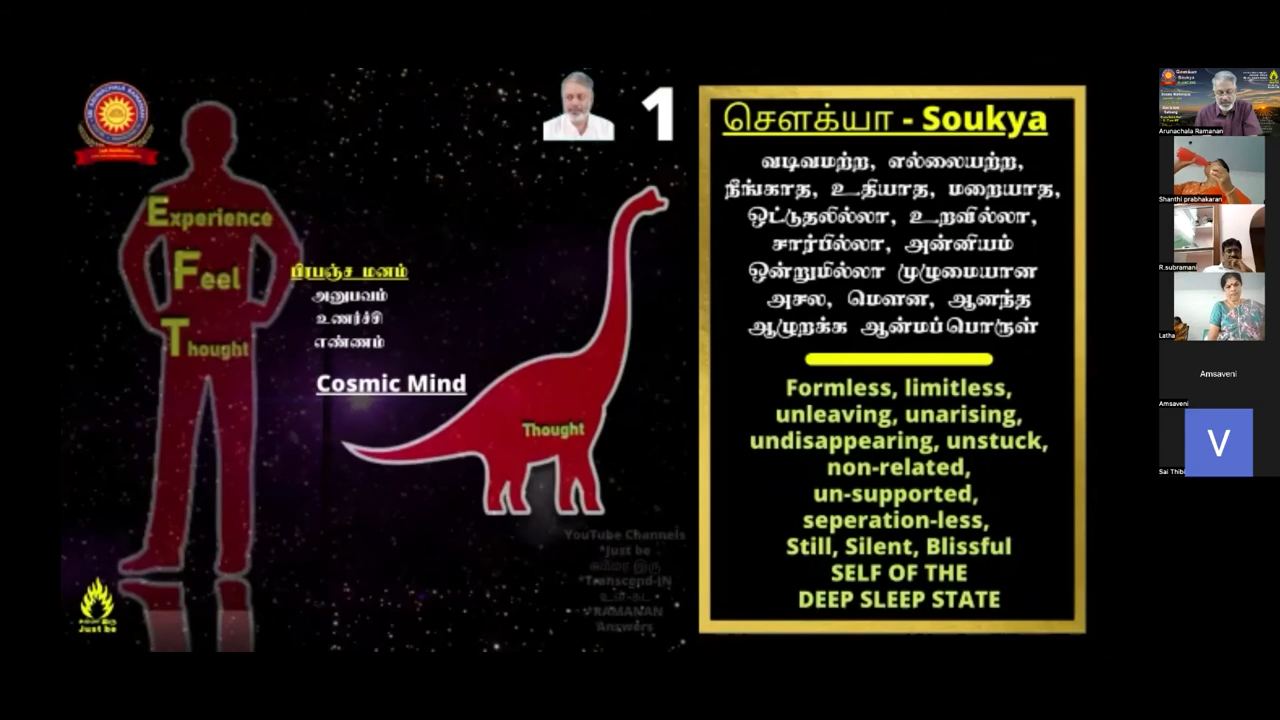 1
Experience
Feel
Thought
பிரபஞ்ச மனம்
அனுபவம்
உணர்ச்சி
எண்ணம்
Cosmic Mind
Thought
YouTube Channels
*Just be
சும்மா இரு
*Transcend-IN
*RAMANAN
Answers
Just be
சௌக்யா - Soukya
வடிவமற்ற, எல்லையற்ற,
நீங்காத, உதியாத, மறையாத,
ஒட்டுதலில்லா, உறவில்லா,
சார்பில்லா, அன்னியம்
ஒன்றுமில்லா முழுமையான
அசல, மௌன, ஆனந்த
ஆழுறக்க ஆன்மப்பொருள்
Formless, limitless,
unleaving, unarising,
undisappearing, unstuck,
non-related,
un-supported,
seperation-less,
Still, Silent, Blissful
SELF OF THE
DEEP SLEEP STATE
Arunachala Ramanan
Shanthi prabhakaran
R.subramani
Latha
Amsaveni
Amsaveni
V
Sai Thibi